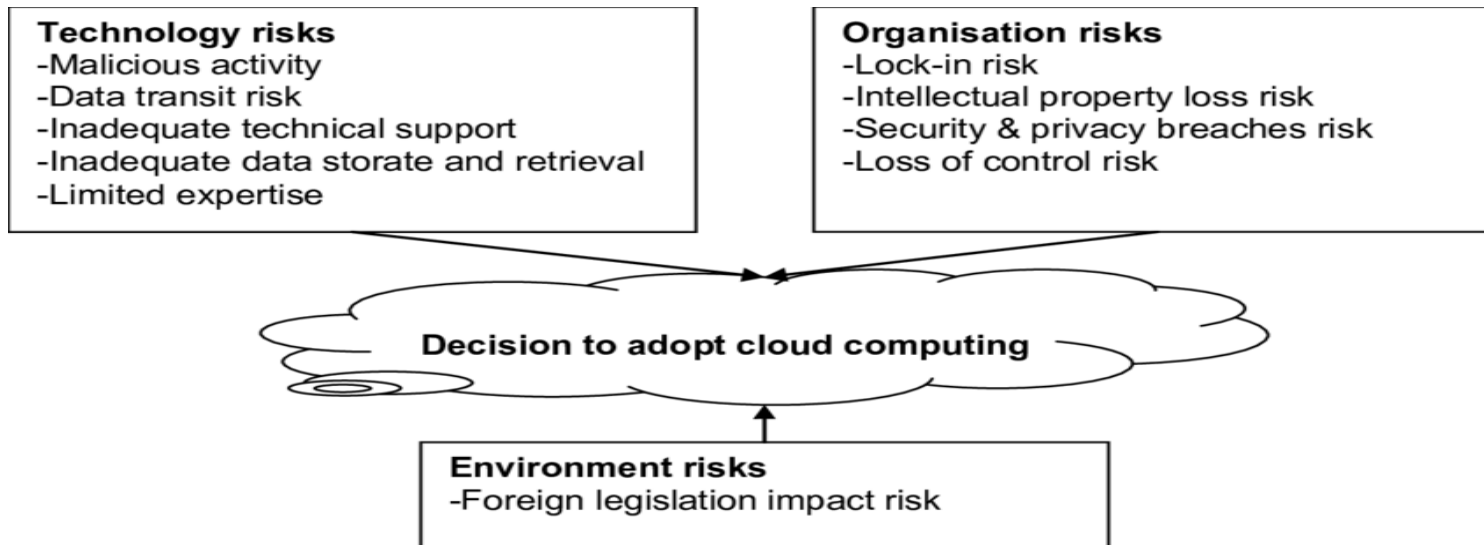 Technology risks
-Malicious activity
-Data transit risk
-Inadequate technical support
-Inadequate data storate and retrieval
-Limited expertise
Organisation risks
-Lock-in risk
-Intellectual property loss risk
-Security & privacy breaches risk
-Loss of control risk
Decision to adopt cloud computing
Environment risks
-Foreign legislation impact risk